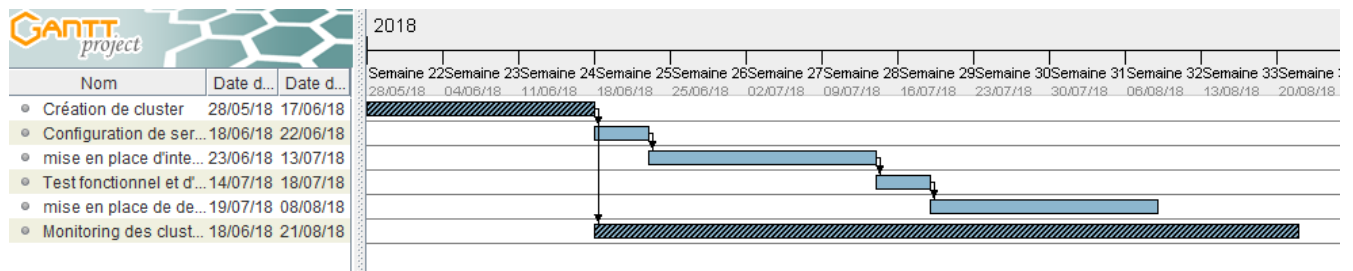 GANTT
project
2018
Semaine 22 Semaine 23 Semaine 24 Semaine 25 Semaine 26 Semaine 27 Semaine 28 Semaine 29 Semaine 30 Semaine 31 Semaine 32 Semaine 33 Semaine
28/05/18 04/06/18 11/06/18 18/06/18 25/06/18 02/07/18 09/07/18 16/07/18 23/07/18 30/07/18 06/08/18 13/08/18 20/08/18
Nom Date d... Date d...
Création de cluster 28/05/18 17/06/18
Configuration de ser... 18/06/18 22/06/18
mise en place d'inte... 23/06/18 13/07/18
Test fonctionnel et d'... 14/07/18 18/07/18
mise en place de de... 19/07/18 08/08/18
Monitoring des clust... 18/06/18 21/08/18